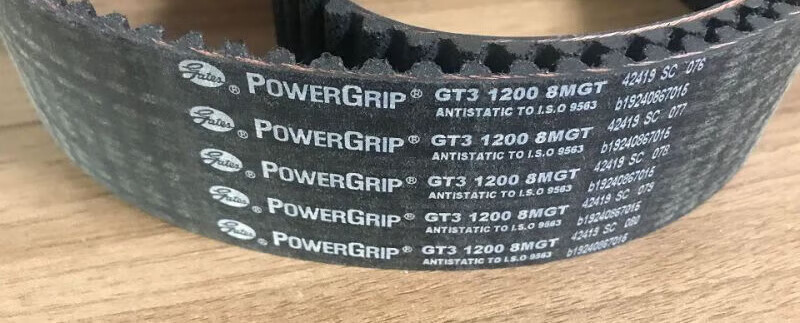 Gates ® POWERGRIP® GT3 1200 8MGT 42419 SC 076
ANTISTATIC TO I.S.O 9563 b19240867015
Gates ® POWERGRIP® GT3 1200 8MGT 42419 SC 077
ANTISTATIC TO I.S.O 9563 b19240867015
Gates ® POWERGRIP® GT3 1200 8MGT 42419 SC 078
ANTISTATIC TO I.S.O 9563 b19240867015
Gates ® POWERGRIP® GT3 1200 8MGT 42419 SC 079
ANTISTATIC TO I.S.O 9563 b19240867015
Gates ® POWERGRIP® GT3 1200 8MGT 42419 SC 080
ANTISTATIC TO I.S.O 9563 b19240867015